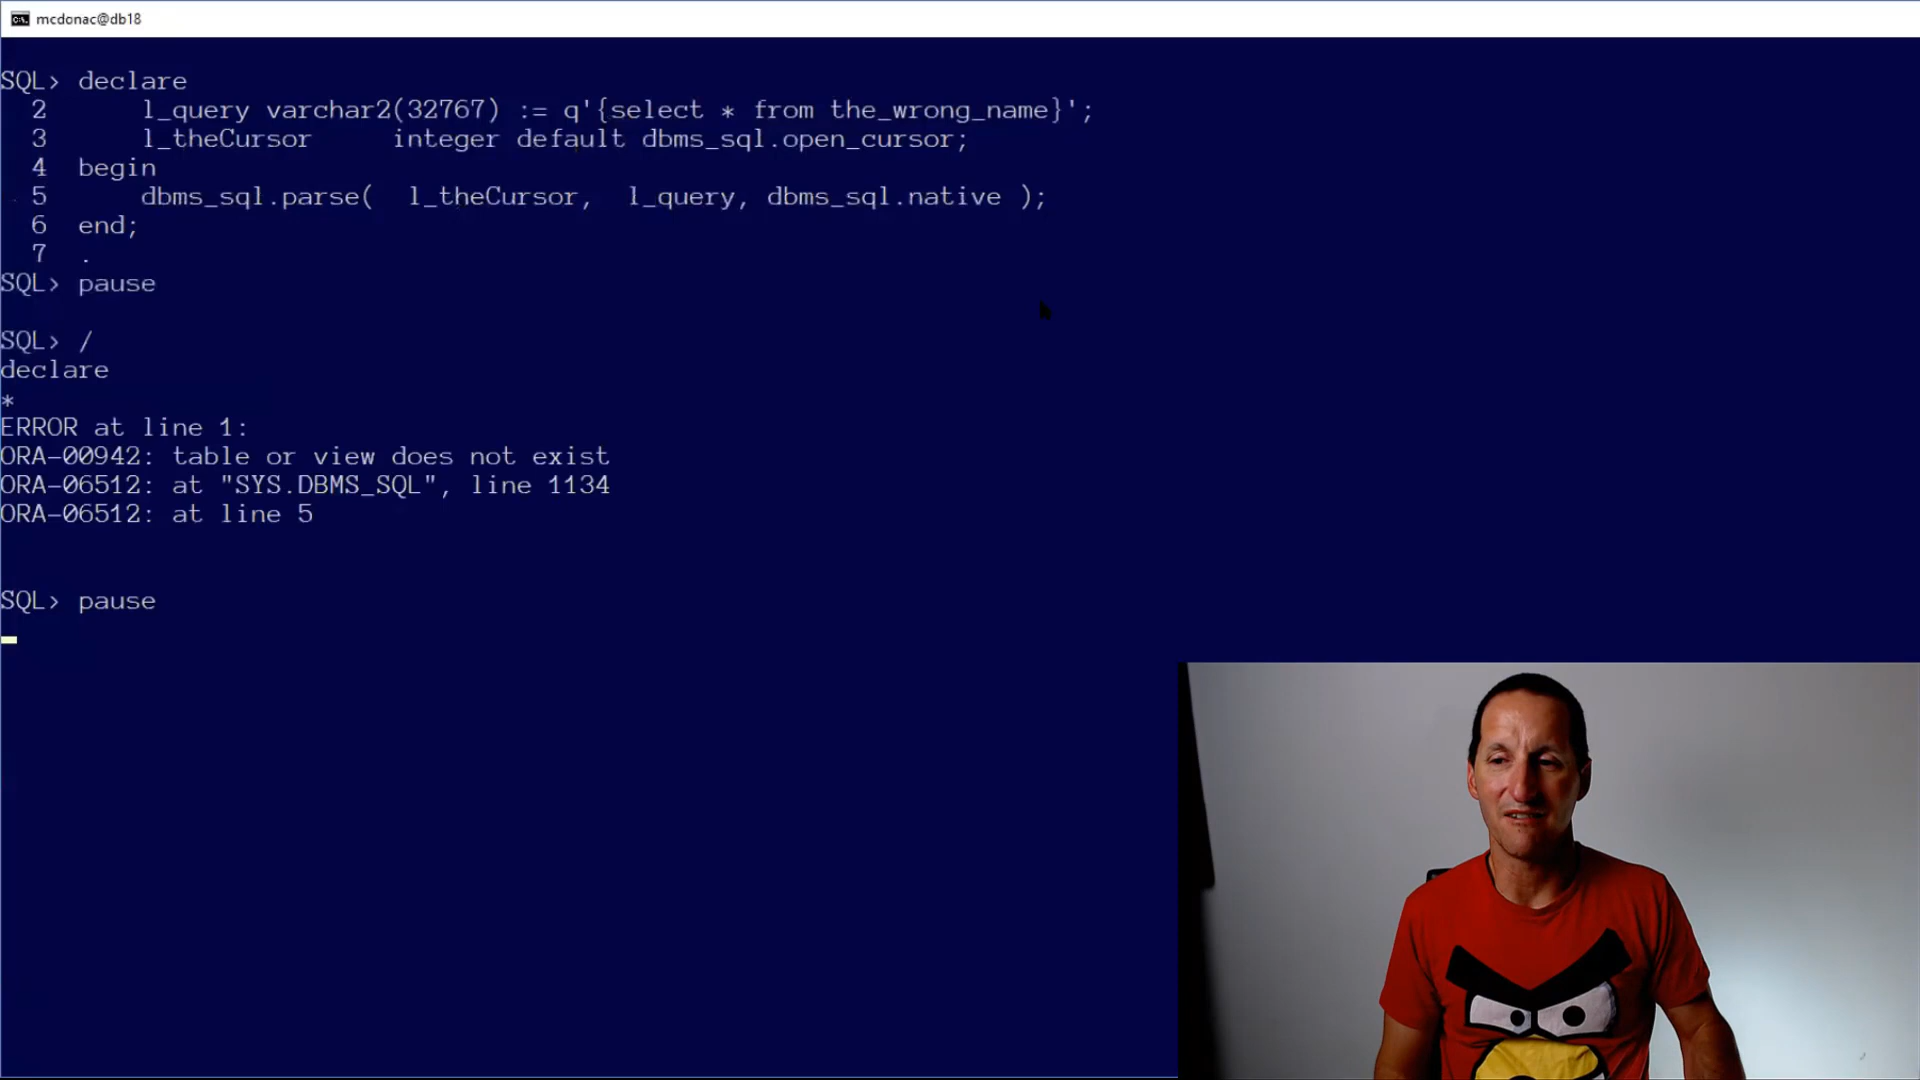 mcdonac@db18
SQL> declare
2 l_query varchar2(32767) := q'{select * from the_wrong_name}';
3 l_theCursor integer default dbms_sql.open_cursor;
4 begin
5 dbms_sql.parse( l_theCursor, l_query, dbms_sql.native );
6 end;
7 .
SQL> pause
SQL> /
declare
*
ERROR at line 1:
ORA-00942: table or view does not exist
ORA-06512: at "SYS.DBMS_SQL", line 1134
ORA-06512: at line 5
SQL> pause